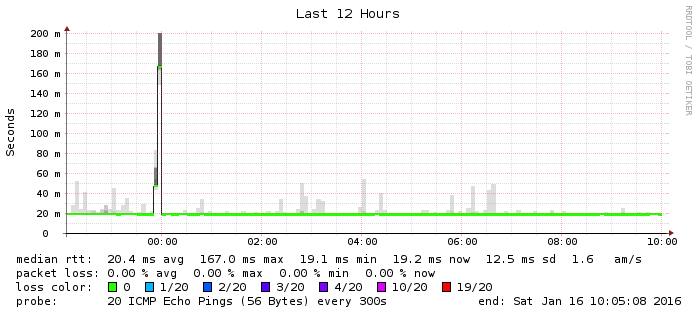 Last 12 Hours
RRDTOOL / TOBI OETIKER
Seconds
200 m
180 m
160 m
140 m
120 m
100 m
80 m
60 m
40 m
20 m
0
00:00 02:00 04:00 06:00 08:00 10:00
median rtt: 20.4 ms avg 167.0 ms max 19.1 ms min 19.2 ms now 12.5 ms sd 1.6 am/s
packet loss: 0.00 % avg 0.00 % max 0.00 % min 0.00 % now
loss color: 0 1/20 2/20 3/20 4/20 10/20 19/20
probe: 20 ICMP Echo Pings (56 Bytes) every 300s end: Sat Jan 16 10:05:08 2016